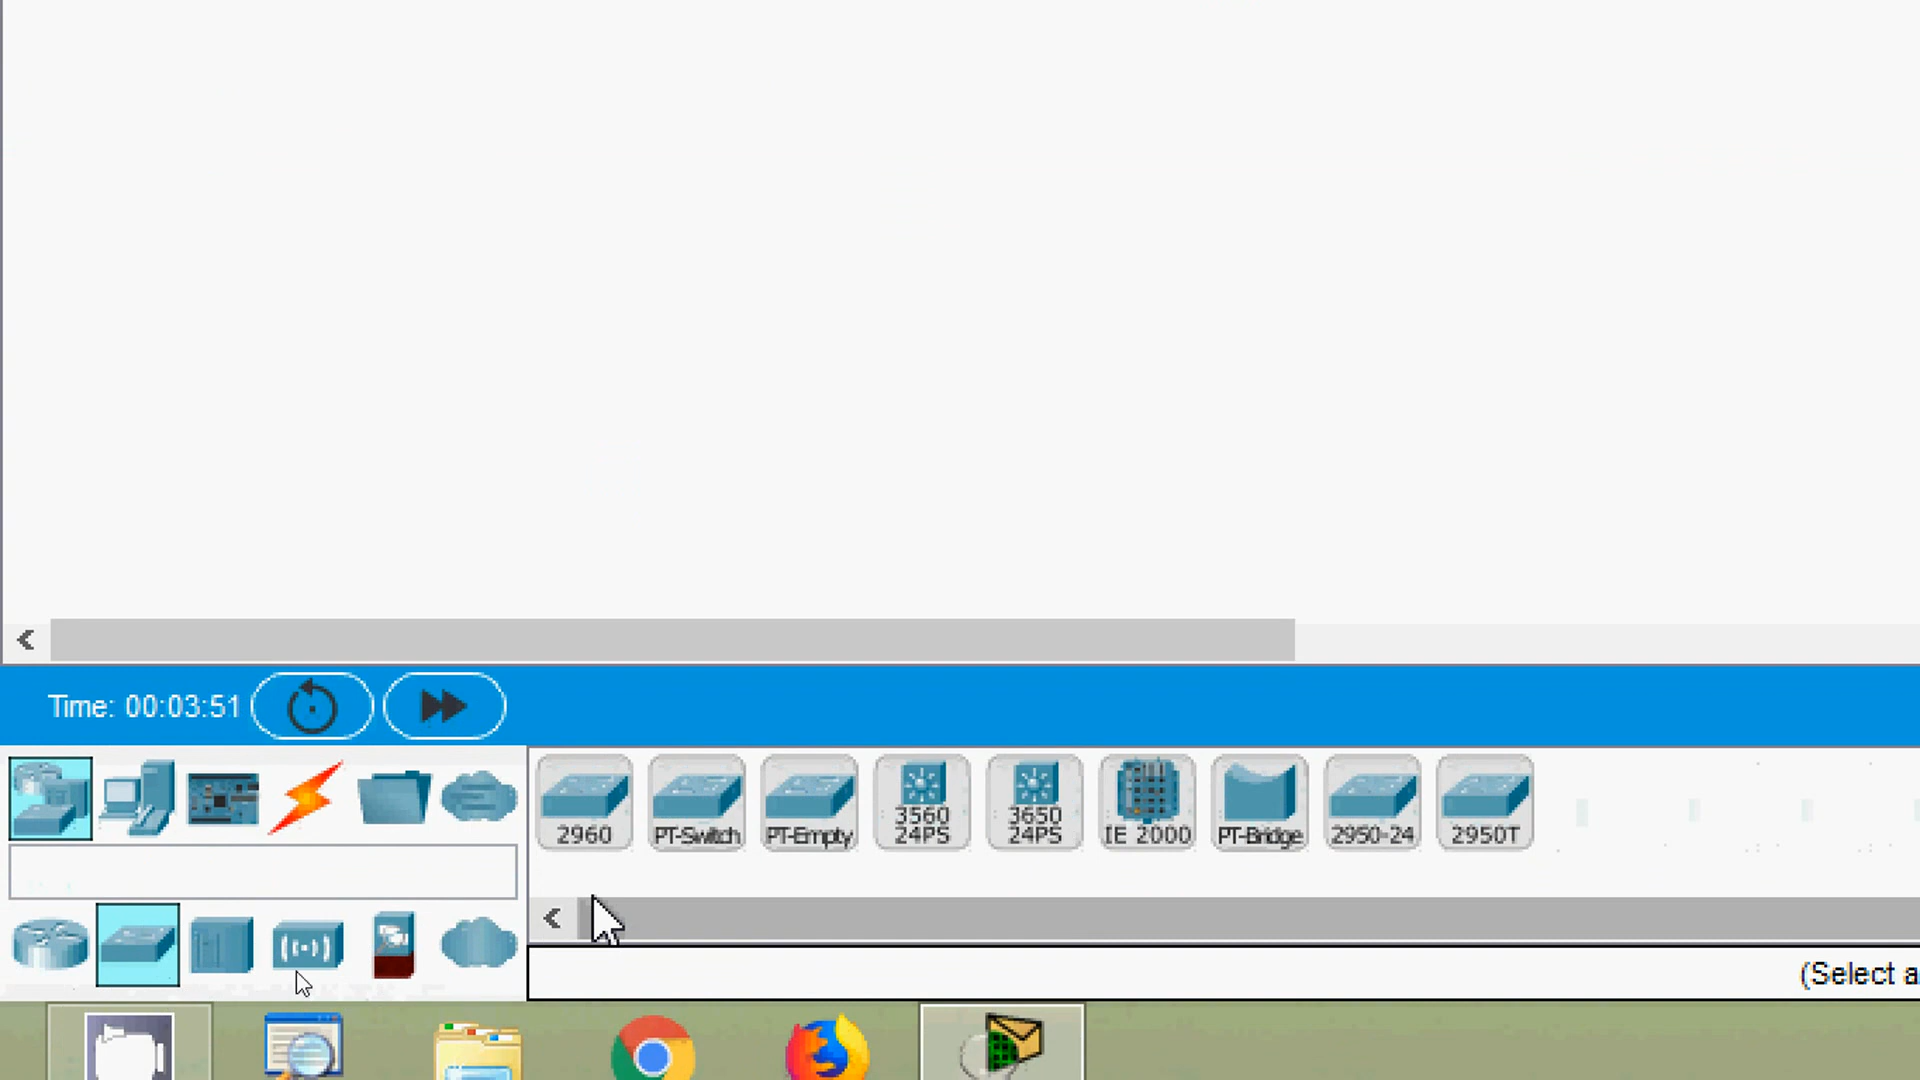 Time: 00:03:51
2960
PT-Switch
PT-Empty
3560
24PS
3650
24PS
IE 2000
PT-Bridge
2950-24
2950T
(Select a